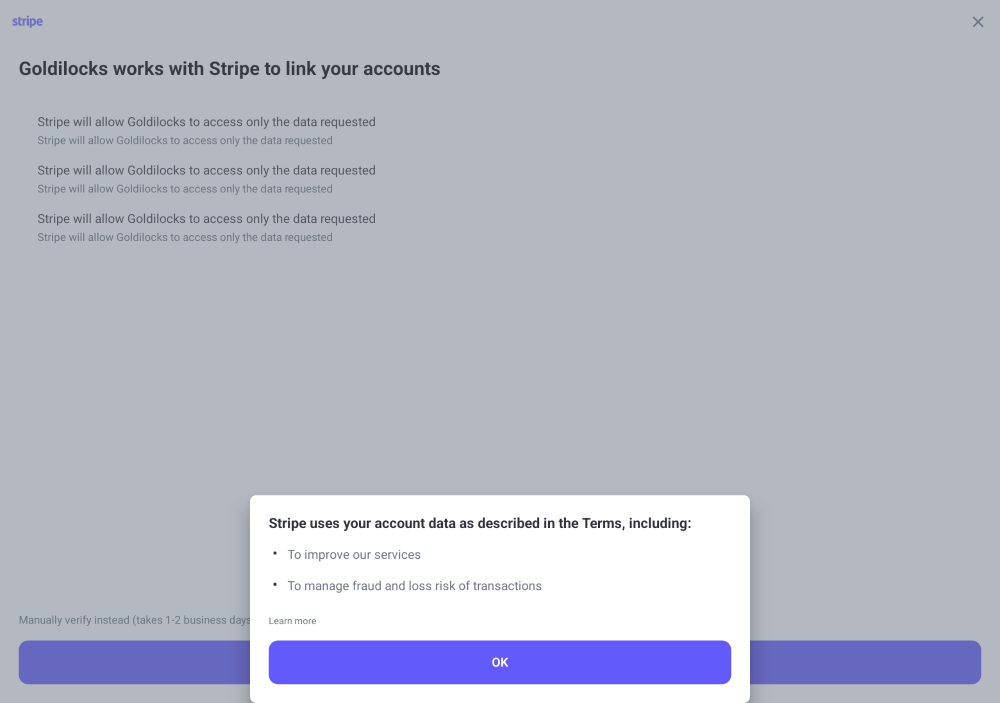 stripe
Goldilocks works with Stripe to link your accounts
Stripe will allow Goldilocks to access only the data requested
Stripe will allow Goldilocks to access only the data requested
Stripe will allow Goldilocks to access only the data requested
Stripe will allow Goldilocks to access only the data requested
Stripe will allow Goldilocks to access only the data requested
Stripe will allow Goldilocks to access only the data requested
Stripe uses your account data as described in the Terms, including:
• To improve our services
• To manage fraud and loss risk of transactions
Manually verify instead (takes 1-2 business days
Learn more
OK